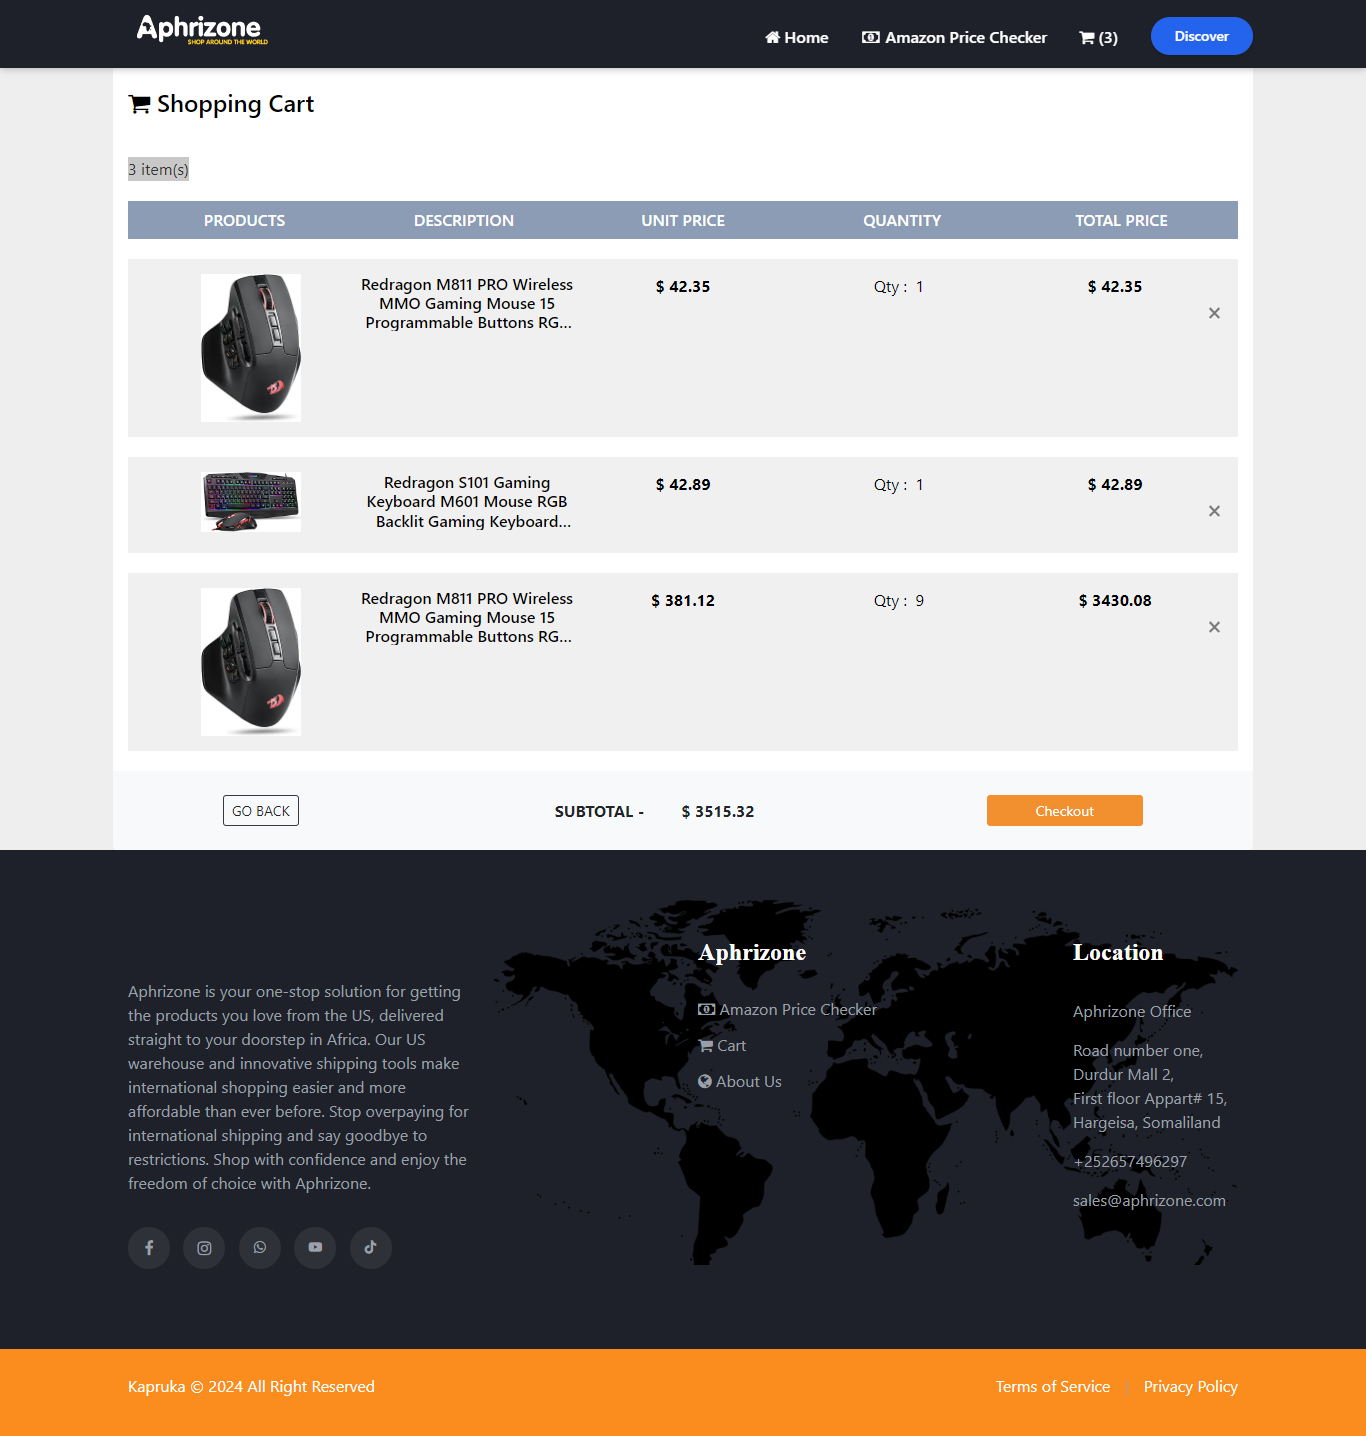 Aphrizone
SHOP AROUND THE WORLD
Home
Amazon Price Checker
(3)
Discover
Shopping Cart
3 item(s)
PRODUCTS DESCRIPTION UNIT PRICE QUANTITY TOTAL PRICE
Redragon M811 PRO Wireless
MMO Gaming Mouse 15
Programmable Buttons RG...
$ 42.35
Qty : 1
$ 42.35
×
Redragon S101 Gaming
Keyboard M601 Mouse RGB
Backlit Gaming Keyboard...
$ 42.89
Qty : 1
$ 42.89
×
Redragon M811 PRO Wireless
MMO Gaming Mouse 15
Programmable Buttons RG...
$ 381.12
Qty : 9
$ 3430.08
×
GO BACK
SUBTOTAL - $ 3515.32
Checkout
Aphrizone is your one-stop solution for getting
the products you love from the US, delivered
straight to your doorstep in Africa. Our US
warehouse and innovative shipping tools make
international shopping easier and more
affordable than ever before. Stop overpaying for
international shipping and say goodbye to
restrictions. Shop with confidence and enjoy the
freedom of choice with Aphrizone.
Aphrizone
Amazon Price Checker
Cart
About Us
Location
Aphrizone Office
Road number one,
Durdur Mall 2,
First floor Appart# 15,
Hargeisa, Somaliland
+252657496297
sales@aphrizone.com
Kapruka © 2024 All Right Reserved
Terms of Service | Privacy Policy